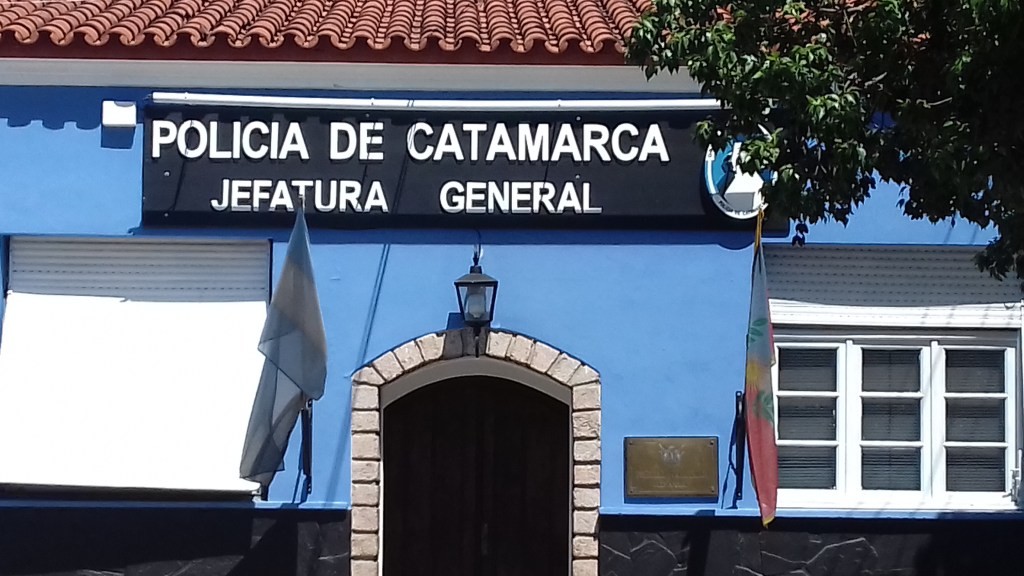 POLICIA DE CATAMARCA
JEFATURA GENERAL